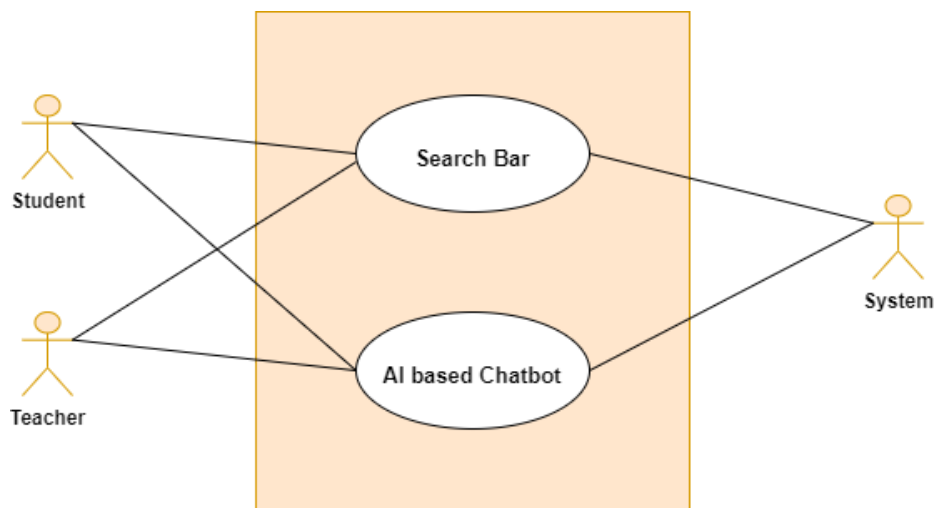 Search Bar
Student
System
AI based Chatbot
Teacher